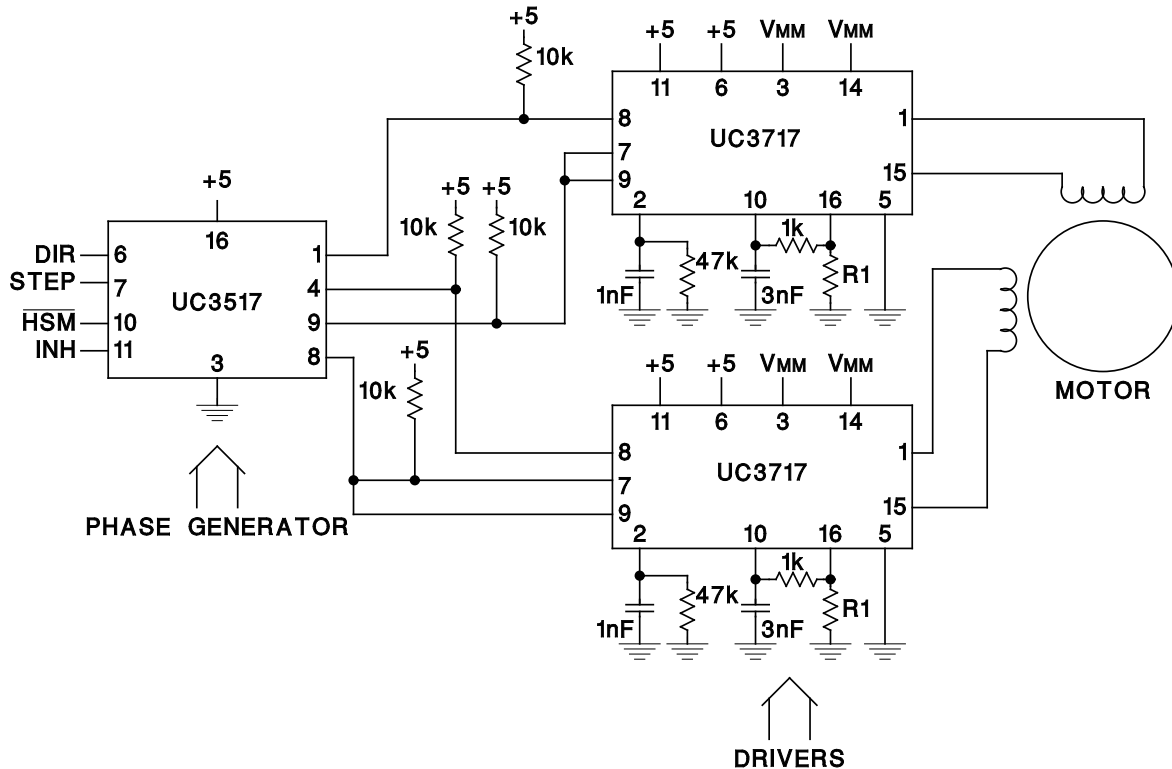 +5
10k
+5 +5 VMM VMM
11 6 3 14
8
7
9
UC3717
1
15
2 10 16 5
1k
47k
R1
1nF
3nF
+5 +5
10k 10k
+5
16
DIR 6
STEP 7
HSM 10
INH 11
UC3517
1
4
9
8
3
+5
10k
PHASE GENERATOR
+5 +5 VMM VMM
11 6 3 14
8
7
9
UC3717
1
15
2 10 16 5
1k
47k
R1
1nF
3nF
MOTOR
DRIVERS